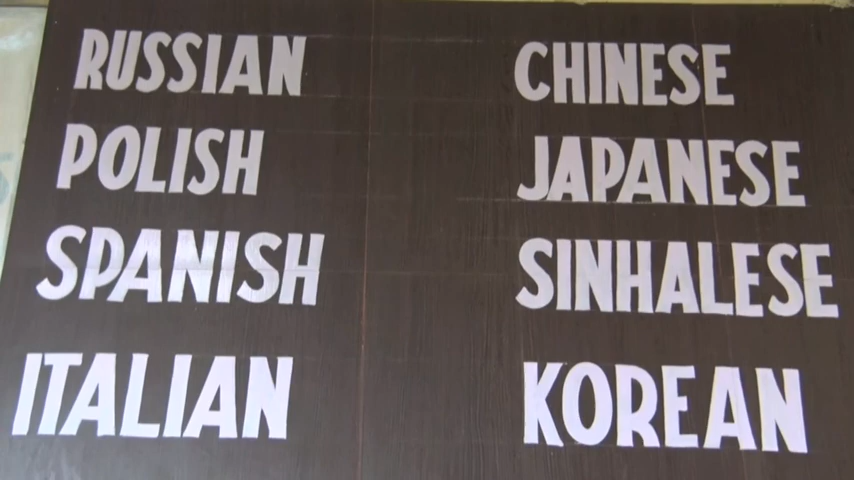 RUSSIAN
POLISH
SPANISH
ITALIAN
CHINESE
JAPANESE
SINHALESE
KOREAN